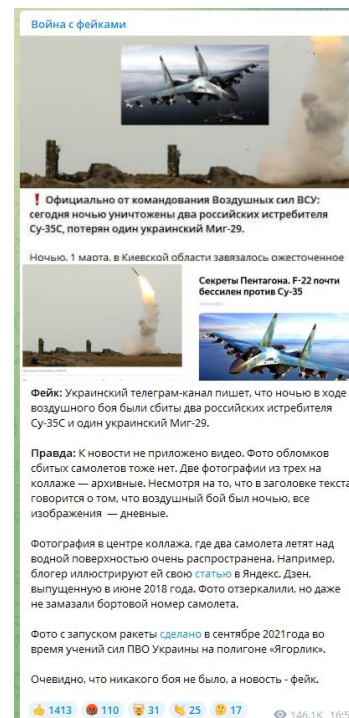 Война с фейками
❗ Официально от командования Воздушных сил ВСУ:
сегодня ночью уничтожены два российских истребителя
Су-35С, потерян один украинский Миг-29.
Ночью, 1 марта, в Киевской области завязалось ожесточенное
Секреты Пентагона. F-22 почти
бессилен против Су-35
Фейк: Украинский телеграм-канал пишет, что ночью в ходе
воздушного боя были сбиты два российских истребителя
Су-35С и один украинский Миг-29.
Правда: К новости не приложено видео. Фото обломков
сбитых самолетов тоже нет. Две фотографии из трех на
коллаже — архивные. Несмотря на то, что в заголовке текста
говорится о том, что воздушный бой был ночью, все
изображения — дневные.
Фотография в центре коллажа, где два самолета летят над
водной поверхностью очень распространена. Например,
блогер иллюстрируют ей свою статью в Яндекс. Дзен,
выпущенную в июне 2018 года. Фото отзеркалили, но даже
не замазали бортовой номер самолета.
Фото с запуском ракеты сделано в сентябре 2021года во
время учений сил ПВО Украины на полигоне «Ягорлик».
Очевидно, что никакого боя не было, а новость - фейк.
👍 1413 🤬 110 🤯 31 👏 25 🤔 17
146.1K 16:5